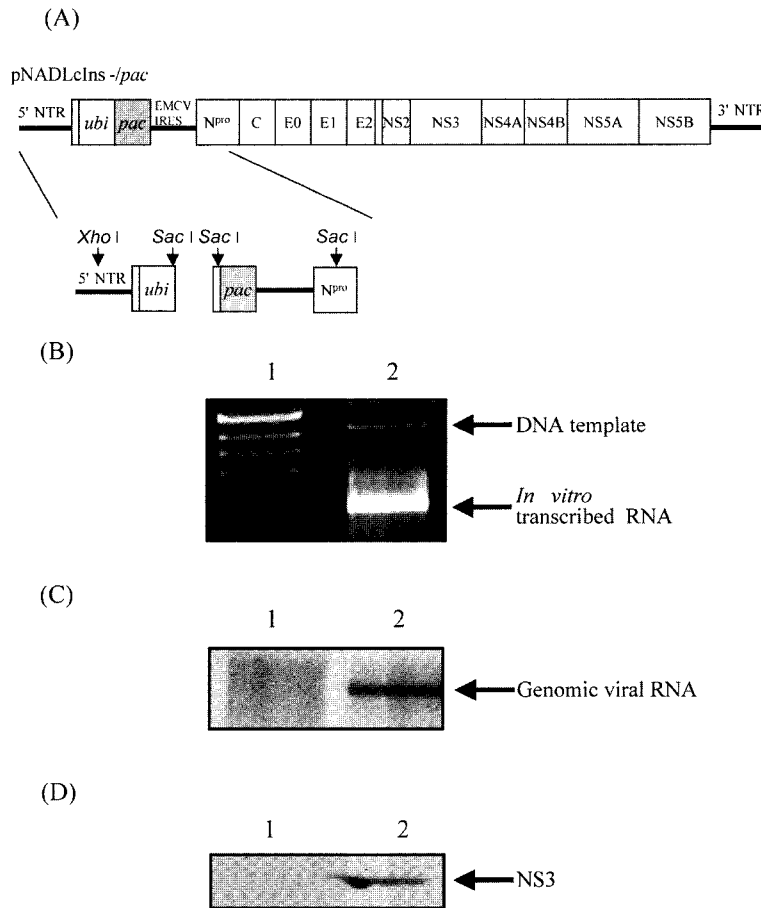 (A)
pNADLcIns -/pac
5' NTR ubi pac EMCV IRES Npro C E0 E1 E2 NS2 NS3 NS4A NS4B NS5A NS5B 3' NTR
Xho I Sac I Sac I Sac I
5' NTR ubi pac Npro
(B)
1 2
DNA template
In vitro
transcribed RNA
(C)
1 2
Genomic viral RNA
(D)
1 2
NS3